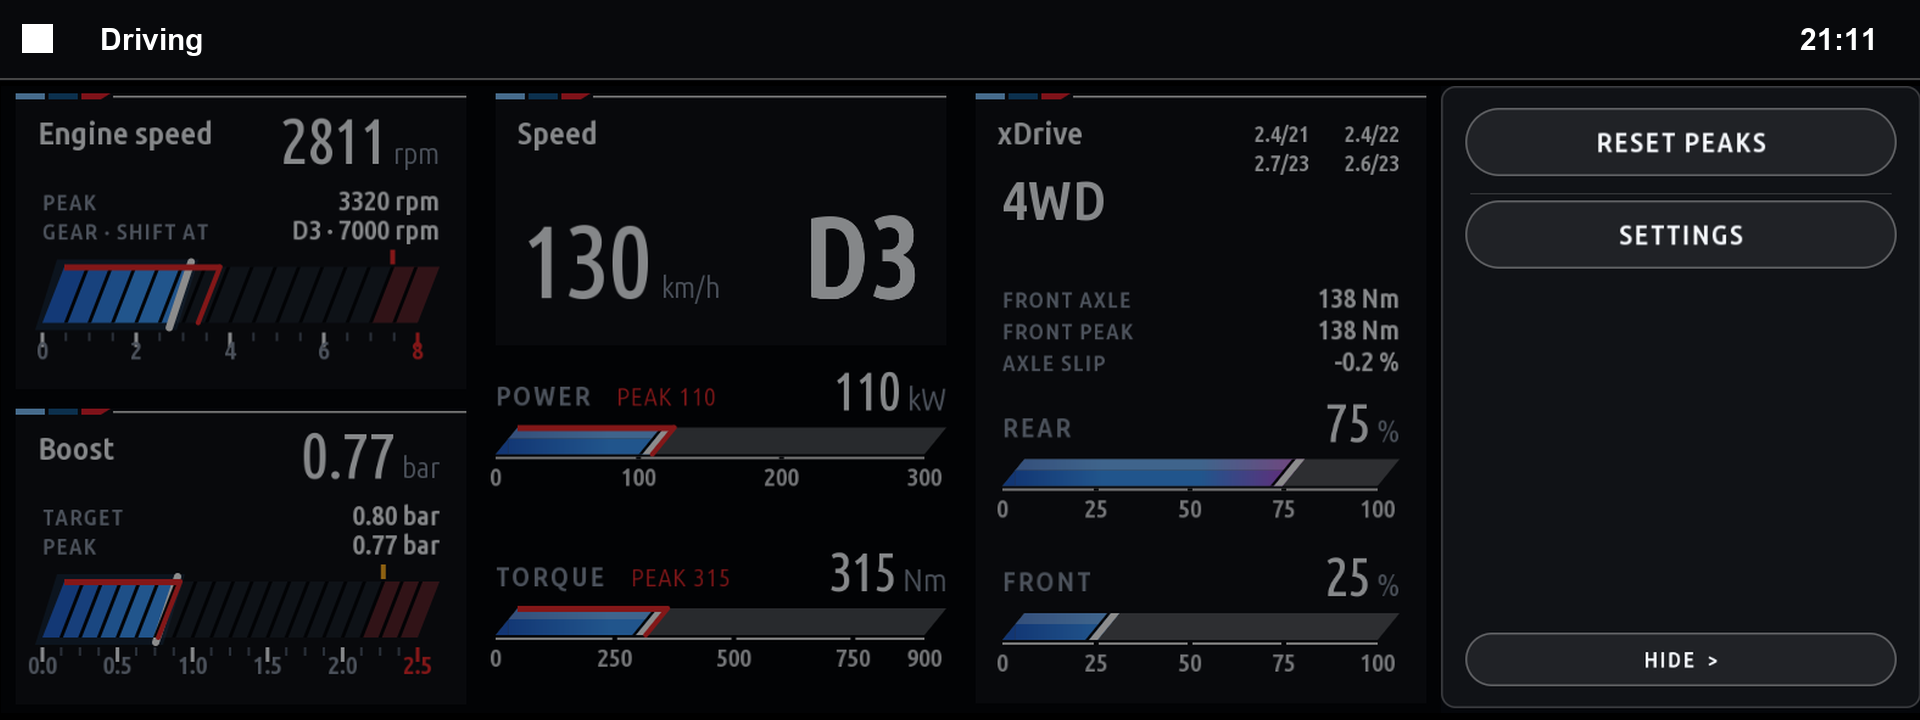 Driving
21:11
Engine speed
2811 rpm
PEAK 3320 rpm
GEAR · SHIFT AT D3 · 7000 rpm
0 2 4 6 8
Boost
0.77 bar
TARGET 0.80 bar
PEAK 0.77 bar
0.0 0.5 1.0 1.5 2.0 2.5
Speed
130 km/h D3
POWER PEAK 110 110 kW
0 100 200 300
TORQUE PEAK 315 315 Nm
0 250 500 750 900
xDrive
2.4/21 2.4/22
2.7/23 2.6/23
4WD
FRONT AXLE 138 Nm
FRONT PEAK 138 Nm
AXLE SLIP -0.2 %
REAR 75 %
0 25 50 75 100
FRONT 25 %
0 25 50 75 100
RESET PEAKS
SETTINGS
HIDE >